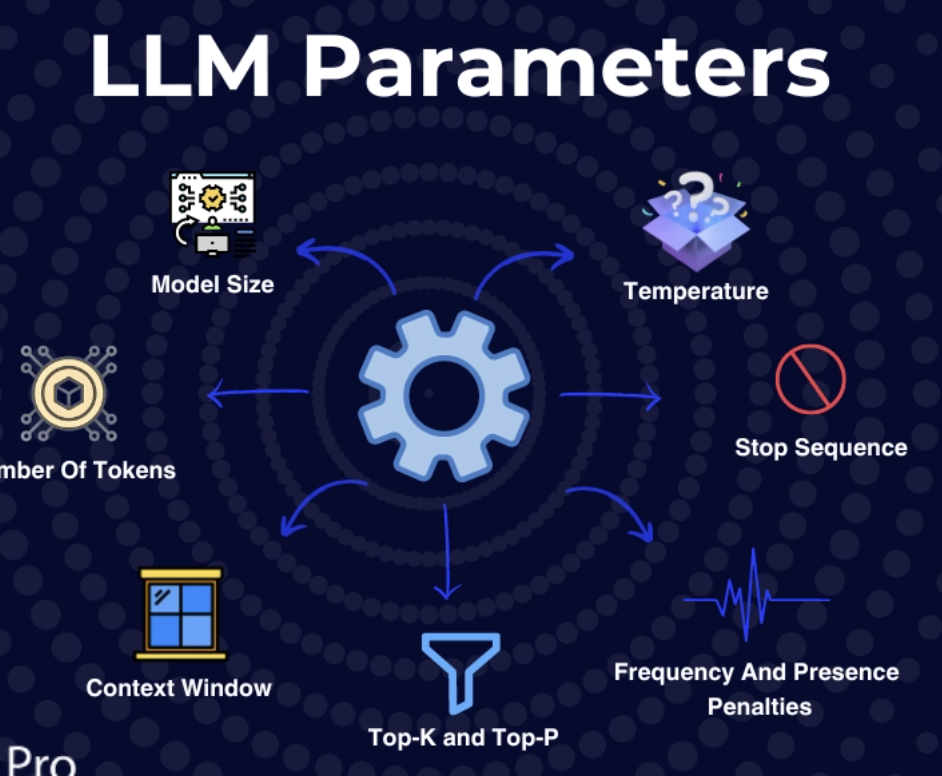 LLM Parameters
Model Size
Temperature
mber Of Tokens
Stop Sequence
Context Window
Frequency And Presence
Penalties
Top-K and Top-P
Pro